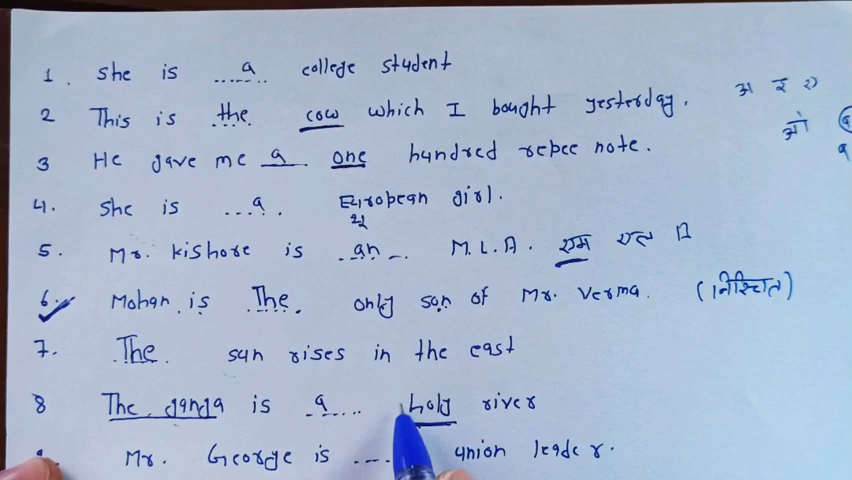 1. She is a college student
2 This is the cow which I bought yesterday.
3 He gave me a one hundred repee note.
4. She is a European girl.
यू
5. Mr. Kishore is an M.L.A. एम एल ए
6. Mohan is The only son of Mr. Verma. (निश्चित)
7. The sun rises in the east
8 The ganga is a holy river
9. Mr. George is .... union leader.
अ इ ए
ओ